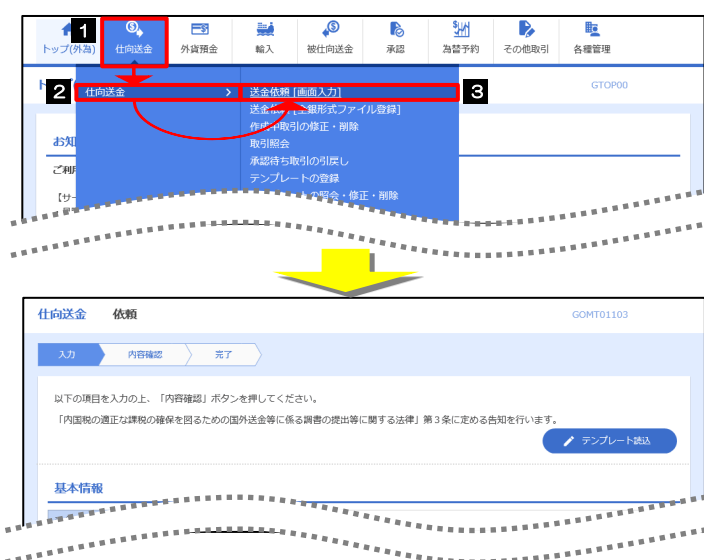 1
トップ(外為) 仕向送金 外貨預金 輸入 被仕向送金 承認 為替予約 その他取引 各種管理
GTOP00
2 仕向送金 送金依頼 [画面入力] 3
全銀形式ファイル登録]
作成中取引の修正・削除
お知
取引照会
ご利用
承認待ち取引の引戻し
テンプレートの登録
【サー
の照会・修正・削除
仕向送金 依頼 GOMT01103
入力 内容確認 完了
以下の項目を入力の上、「内容確認」ボタンを押してください。
「内国税の適正な課税の確保を図るための国外送金等に係る調書の提出等に関する法律」第3条に定める告知を行います。
テンプレート読込
基本情報